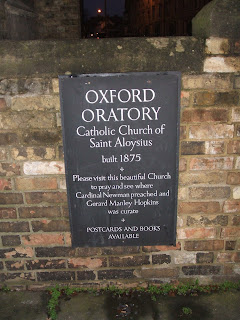 OXFORD
ORATORY
Catholic Church of
Saint Aloysius
built 1875
+
Please visit this beautiful Church
to pray and see where
Cardinal Newman preached and
Gerard Manley Hopkins
was curate
+
POSTCARDS AND BOOKS
AVAILABLE